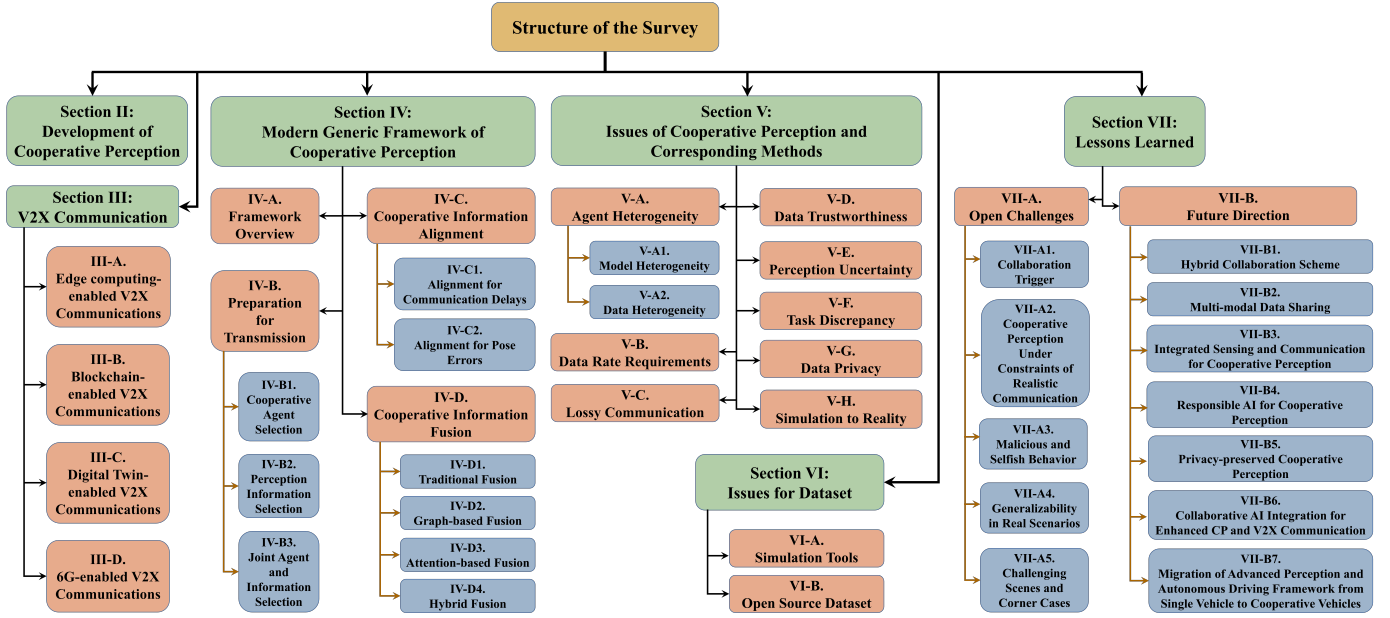 Structure of the Survey
Section II:
Development of
Cooperative Perception
Section III:
V2X Communication
III-A.
Edge computing-
enabled V2X
Communications
III-B.
Blockchain-
enabled V2X
Communications
III-C.
Digital Twin-
enabled V2X
Communications
III-D.
6G-enabled V2X
Communications
Section IV:
Modern Generic Framework of
Cooperative Perception
IV-A.
Framework
Overview
IV-B.
Preparation
for
Transmission
IV-B1.
Cooperative
Agent
Selection
IV-B2.
Perception
Information
Selection
IV-B3.
Joint Agent
and
Information
Selection
IV-C.
Cooperative Information
Alignment
IV-C1.
Alignment for
Communication Delays
IV-C2.
Alignment for Pose
Errors
IV-D.
Cooperative Information
Fusion
IV-D1.
Traditional Fusion
IV-D2.
Graph-based Fusion
IV-D3.
Attention-based Fusion
IV-D4.
Hybrid Fusion
Section V:
Issues of Cooperative Perception and
Corresponding Methods
V-A.
Agent Heterogeneity
V-A1.
Model Heterogeneity
V-A2.
Data Heterogeneity
V-B.
Data Rate Requirements
V-C.
Lossy Communication
V-D.
Data Trustworthiness
V-E.
Perception Uncertainty
V-F.
Task Discrepancy
V-G.
Data Privacy
V-H.
Simulation to Reality
Section VI:
Issues for Dataset
VI-A.
Simulation Tools
VI-B.
Open Source Dataset
Section VII:
Lessons Learned
VII-A.
Open Challenges
VII-A1.
Collaboration
Trigger
VII-A2.
Cooperative
Perception
Under
Constraints of
Realistic
Communication
VII-A3.
Malicious and
Selfish Behavior
VII-A4.
Generalizability
in Real Scenarios
VII-A5.
Challenging
Scenes and
Corner Cases
VII-B.
Future Direction
VII-B1.
Hybrid Collaboration Scheme
VII-B2.
Multi-modal Data Sharing
VII-B3.
Integrated Sensing and Communication
for Cooperative Perception
VII-B4.
Responsible AI for Cooperative
Perception
VII-B5.
Privacy-preserved Cooperative
Perception
VII-B6.
Collaborative AI Integration for
Enhanced CP and V2X Communication
VII-B7.
Migration of Advanced Perception and
Autonomous Driving Framework from
Single Vehicle to Cooperative Vehicles